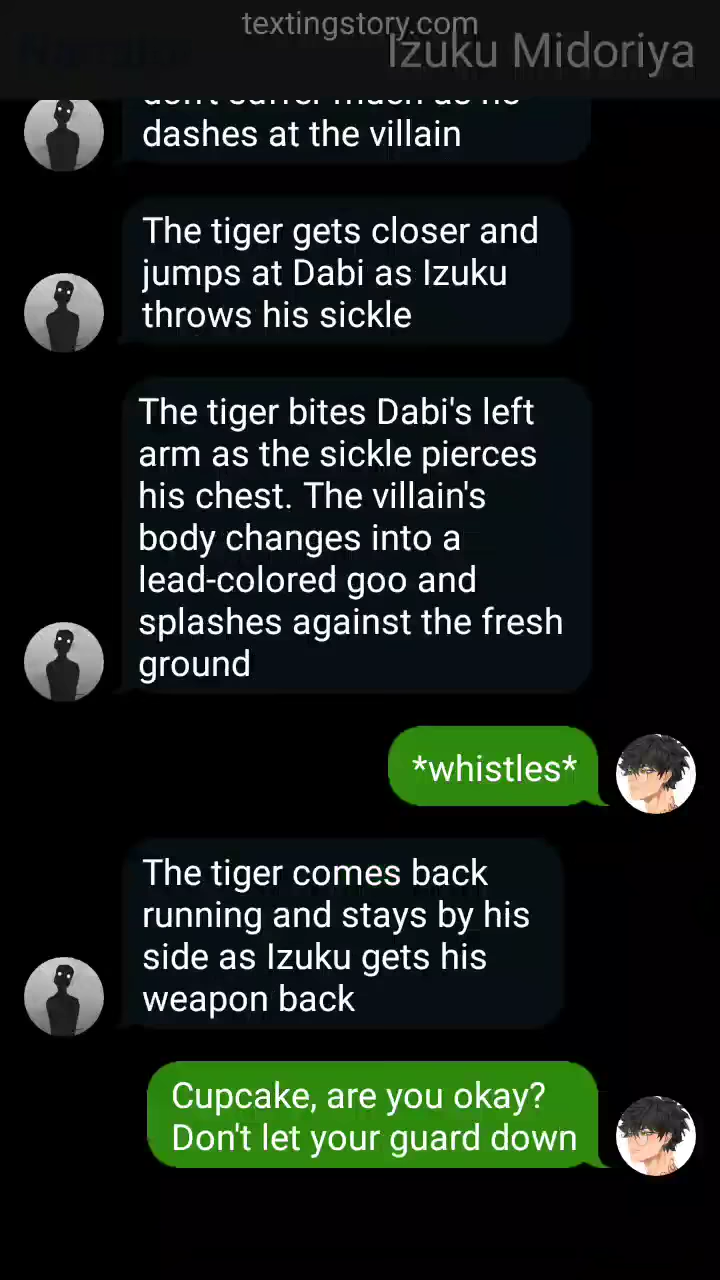 textingstory.com
Izuku Midoriya
dashes at the villain
The tiger gets closer and
jumps at Dabi as Izuku
throws his sickle
The tiger bites Dabi's left
arm as the sickle pierces
his chest. The villain's
body changes into a
lead-colored goo and
splashes against the fresh
ground
*whistles*
The tiger comes back
running and stays by his
side as Izuku gets his
weapon back
Cupcake, are you okay?
Don't let your guard down